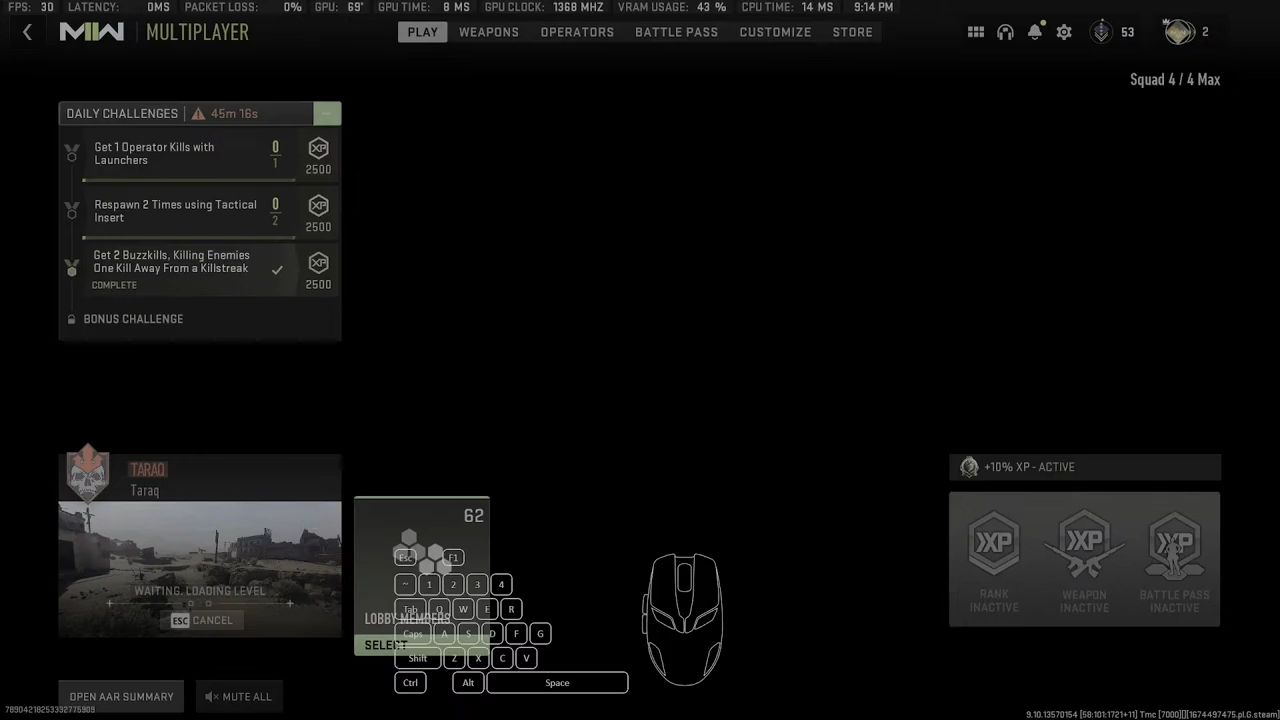 FPS: 30 LATENCY: 0MS PACKET LOSS: 0% GPU: 69° GPU TIME: 8 MS GPU CLOCK: 1368 MHZ VRAM USAGE: 43 % CPU TIME: 14 MS 9:14 PM
MW MULTIPLAYER PLAY WEAPONS OPERATORS BATTLE PASS CUSTOMIZE STORE 53 2
Squad 4 / 4 Max
DAILY CHALLENGES 45m 16s
Get 1 Operator Kills with
Launchers
0
1
XP
2500
Respawn 2 Times using Tactical
Insert
0
2
XP
2500
Get 2 Buzzkills, Killing Enemies
One Kill Away From a Killstreak
COMPLETE
XP
2500
BONUS CHALLENGE
TARAQ
Taraq
WAITING. LOADING LEVEL
ESC CANCEL
62
LOBBY MEMBERS
SELECT
Esc F1
~ 1 2 3 4
Tab Q W E R
Caps A S D F G
Shift Z X C V
Ctrl Alt Space
+10% XP - ACTIVE
2XP 2XP 2XP
RANK
INACTIVE
WEAPON
INACTIVE
BATTLE PASS
INACTIVE
OPEN AAR SUMMARY MUTE ALL